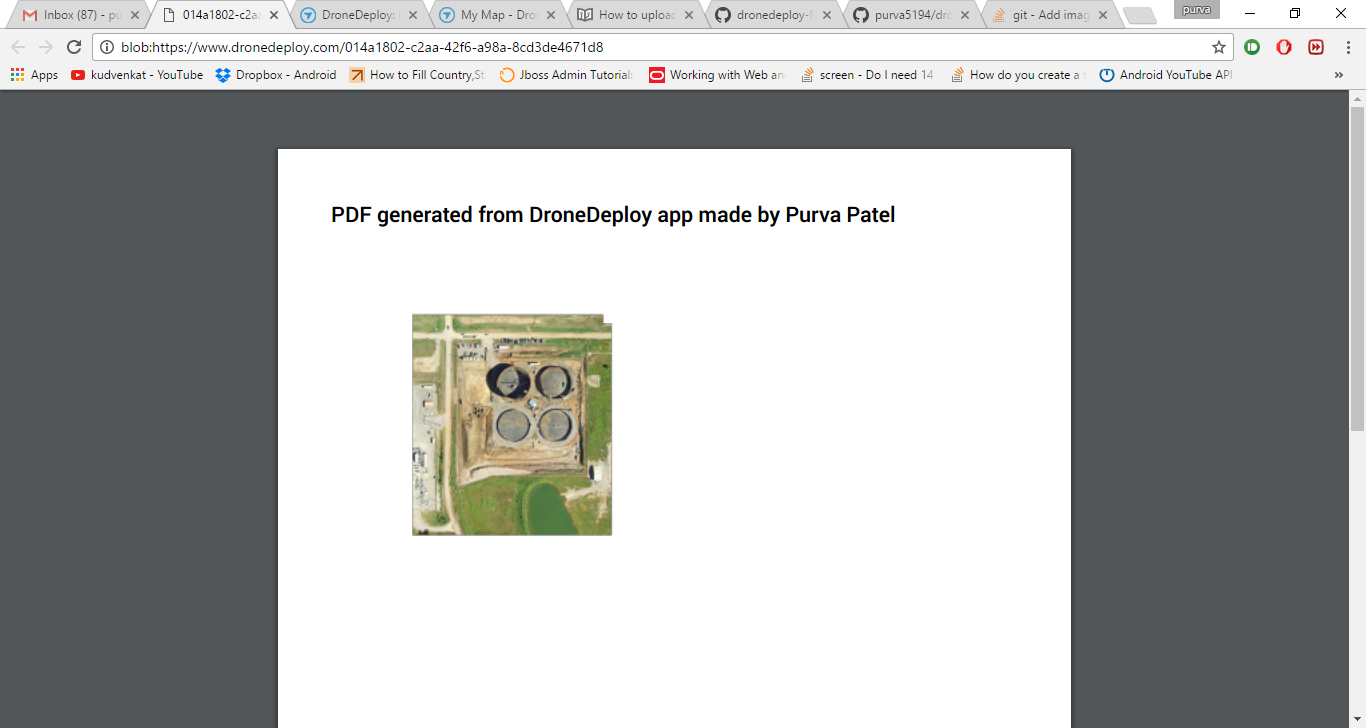 Inbox (87) - pu
014a1802-c2aa
DroneDeploy:
My Map - Dro
How to upload
dronedeploy-
purva5194/dro
git - Add imag
purva
blob:https://www.dronedeploy.com/014a1802-c2aa-42f6-a98a-8cd3de4671d8
Apps
kudvenkat - YouTube
Dropbox - Android
How to Fill Country,St
Jboss Admin Tutorial:
Working with Web an
screen - Do I need 14
How do you create a
Android YouTube API
»
PDF generated from DroneDeploy app made by Purva Patel